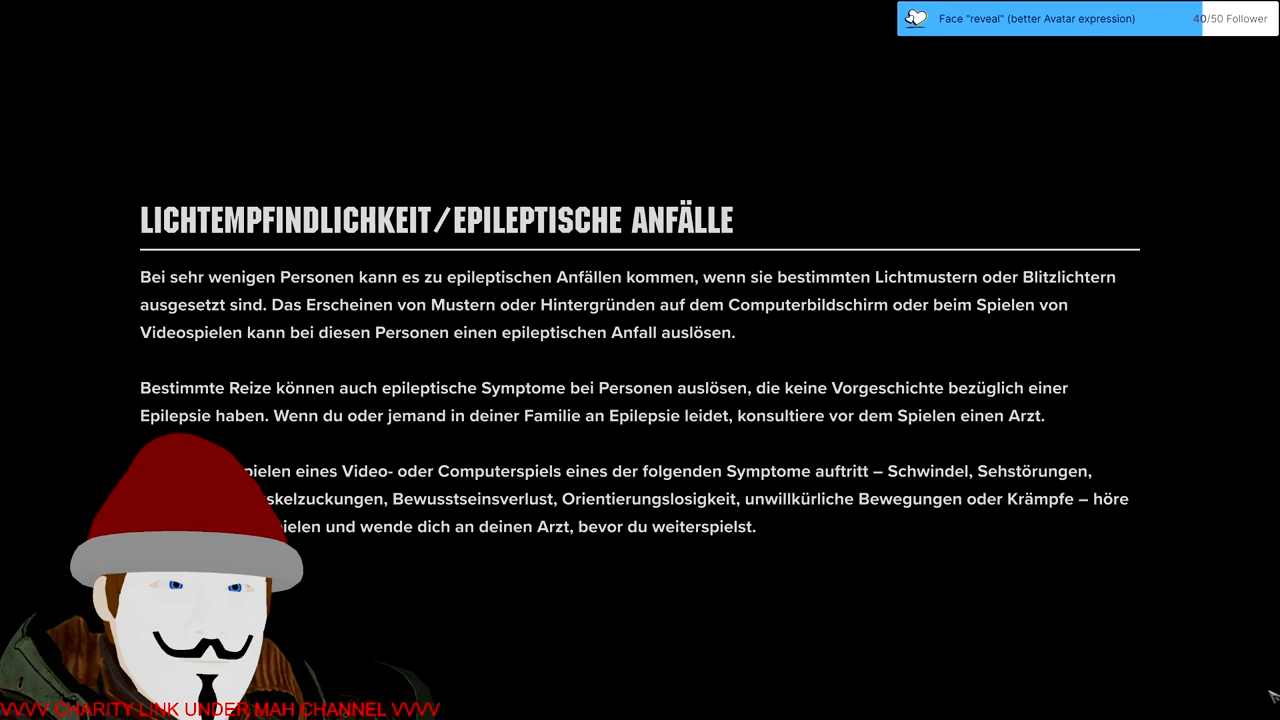 Face "reveal" (better Avatar expression) 40/50 Follower
LICHTEMPFINDLICHKEIT/EPILEPTISCHE ANFÄLLE
Bei sehr wenigen Personen kann es zu epileptischen Anfällen kommen, wenn sie bestimmten Lichtmustern oder Blitzlichtern
ausgesetzt sind. Das Erscheinen von Mustern oder Hintergründen auf dem Computerbildschirm oder beim Spielen von
Videospielen kann bei diesen Personen einen epileptischen Anfall auslösen.
Bestimmte Reize können auch epileptische Symptome bei Personen auslösen, die keine Vorgeschichte bezüglich einer
Epilepsie haben. Wenn du oder jemand in deiner Familie an Epilepsie leidet, konsultiere vor dem Spielen einen Arzt.
pielen eines Video- oder Computerspiels eines der folgenden Symptome auftritt – Schwindel, Sehstörungen,
skelzuckungen, Bewusstseinsverlust, Orientierungslosigkeit, unwillkürliche Bewegungen oder Krämpfe – höre
ielen und wende dich an deinen Arzt, bevor du weiterspielst.
VVVV CHARITY LINK UNDER MAH CHANNEL VVVV